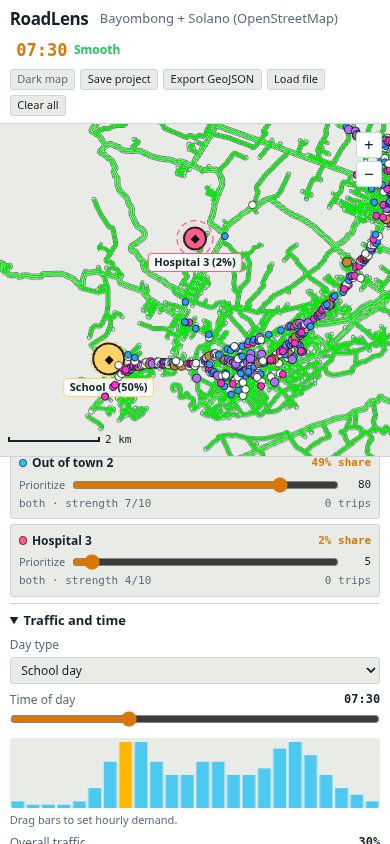 RoadLens Bayombong + Solano (OpenStreetMap)
07:30 Smooth
Dark map Save project Export GeoJSON Load file
Clear all
+
−
Hospital 3 (2%)
School (50%)
2 km
Out of town 2 49% share
Prioritize 80
both · strength 7/10 0 trips
Hospital 3 2% share
Prioritize 5
both · strength 4/10 0 trips
▼ Traffic and time
Day type
School day
Time of day 07:30
Drag bars to set hourly demand.
Overall traffic 30%